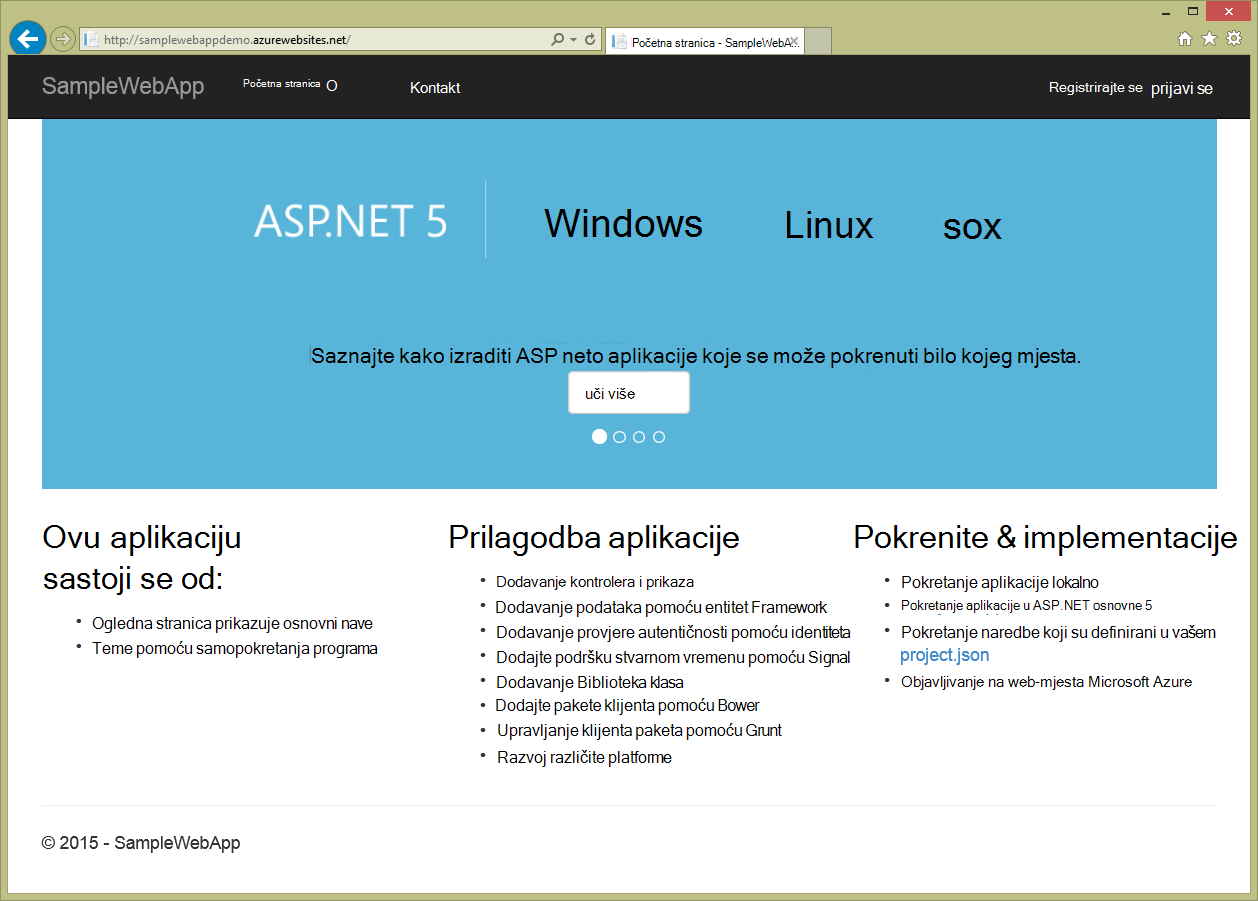 http://samplewebappdemo.azurewebsites.net/
Početna stranica - SampleWebA...
SampleWebApp
Početna stranica O
Kontakt
Registrirajte se prijavi se
ASP.NET 5
Windows
Linux
sox
Saznajte kako izraditi ASP neto aplikacije koje se može pokrenuti bilo kojeg mjesta.
uči više
Ovu aplikaciju
sastoji se od:
• Ogledna stranica prikazuje osnovni nave
• Teme pomoću samopokretanja programa
Prilagodba aplikacije
• Dodavanje kontrolera i prikaza
• Dodavanje podataka pomoću entitet Framework
• Dodavanje provjere autentičnosti pomoću identiteta
• Dodajte podršku stvarnom vremenu pomoću Signal
• Dodavanje Biblioteka klasa
• Dodajte pakete klijenta pomoću Bower
• Upravljanje klijenta paketa pomoću Grunt
• Razvoj različite platforme
Pokrenite & implementacije
• Pokretanje aplikacije lokalno
• Pokretanje aplikacije u ASP.NET osnovne 5
• Pokretanje naredbe koji su definirani u vašem
project.json
• Objavljivanje na web-mjesta Microsoft Azure
© 2015 - SampleWebApp